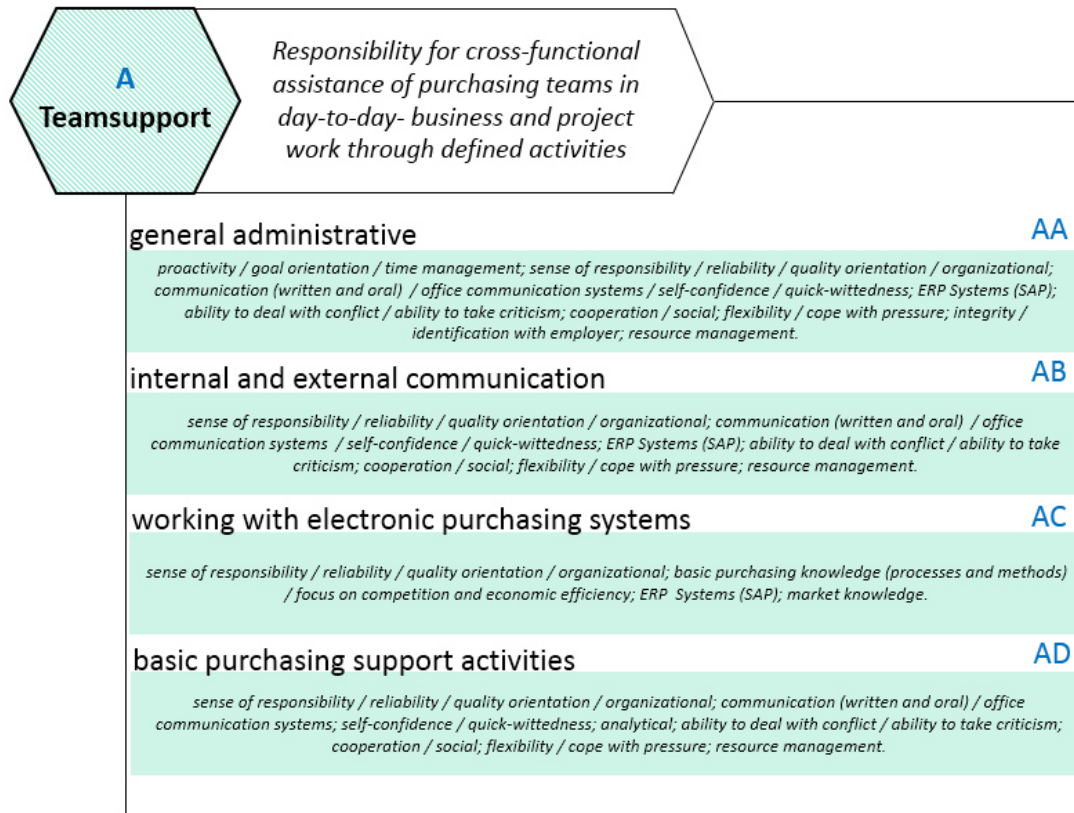 A
Teamsupport
Responsibility for cross-functional
assistance of purchasing teams in
day-to-day- business and project
work through defined activities
general administrative
AA
proactivity / goal orientation / time management; sense of responsibility / reliability / quality orientation / organizational;
communication (written and oral) / office communication systems / self-confidence / quick-wittedness; ERP Systems (SAP);
ability to deal with conflict / ability to take criticism; cooperation / social; flexibility / cope with pressure; integrity /
identification with employer; resource management.
internal and external communication
AB
sense of responsibility / reliability / quality orientation / organizational; communication (written and oral) / office
communication systems / self-confidence / quick-wittedness; ERP Systems (SAP); ability to deal with conflict / ability to take
criticism; cooperation / social; flexibility / cope with pressure; resource management.
working with electronic purchasing systems
AC
sense of responsibility / reliability / quality orientation / organizational; basic purchasing knowledge (processes and methods)
/ focus on competition and economic efficiency; ERP Systems (SAP); market knowledge.
basic purchasing support activities
AD
sense of responsibility / reliability / quality orientation / organizational; communication (written and oral) / office
communication systems; self-confidence / quick-wittedness; analytical; ability to deal with conflict / ability to take criticism;
cooperation / social; flexibility / cope with pressure; resource management.